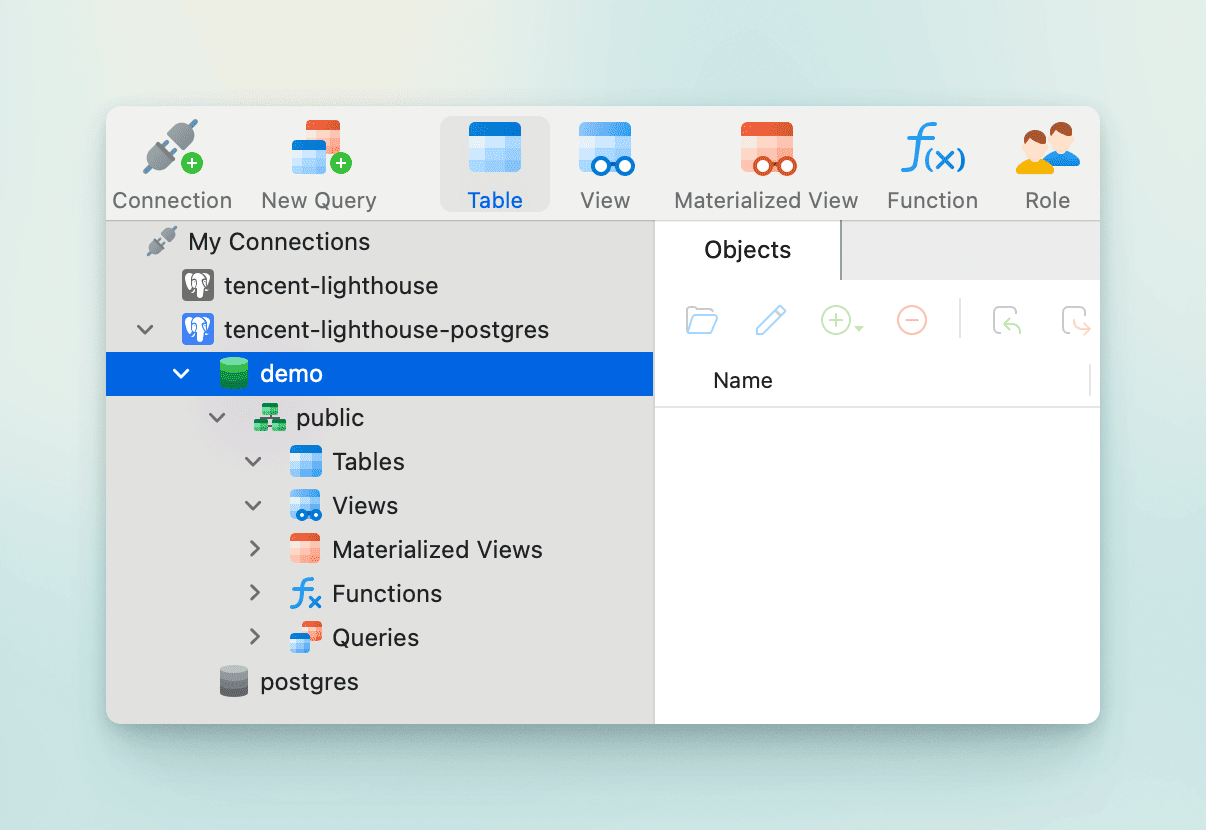 Connection New Query Table View Materialized View Function Role
My Connections
Objects
tencent-lighthouse
tencent-lighthouse-postgres
demo
Name
public
Tables
Views
Materialized Views
Functions
Queries
postgres